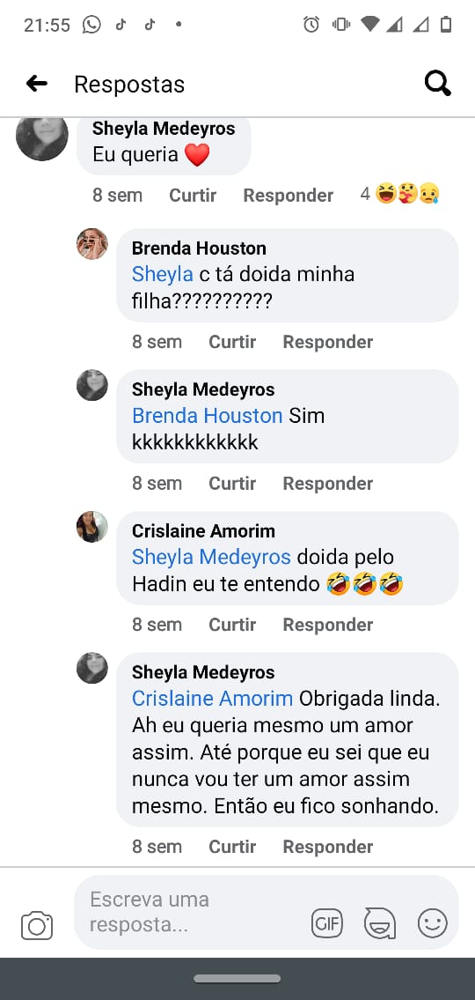 21:55
Respostas
Sheyla Medeyros
Eu queria ❤️
8 sem Curtir Responder 4 😆🤗😢
Brenda Houston
Sheyla c tá doida minha
filha??????????
8 sem Curtir Responder
Sheyla Medeyros
Brenda Houston Sim
kkkkkkkkkkkk
8 sem Curtir Responder
Crislaine Amorim
Sheyla Medeyros doida pelo
Hadin eu te entendo 🤣🤣🤣
8 sem Curtir Responder
Sheyla Medeyros
Crislaine Amorim Obrigada linda.
Ah eu queria mesmo um amor
assim. Até porque eu sei que eu
nunca vou ter um amor assim
mesmo. Então eu fico sonhando.
8 sem Curtir Responder
Escreva uma
resposta...
GIF